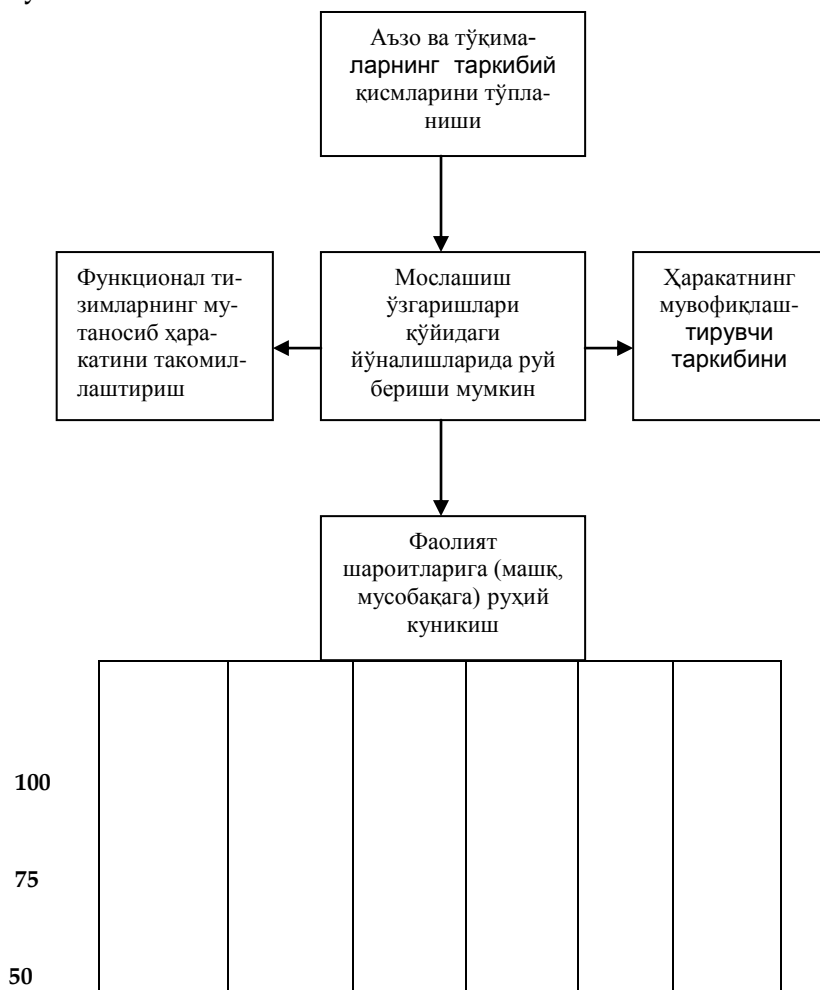 Аъзо ва тўқима-
ларнинг таркибий
қисмларини тўпла-
ниши
Функционал ти-
зимларнинг му-
таносиб ҳара-
катини такомил-
лаштириш
Мослашиш
ўзгаришлари
қўйидаги
йўналишларида руй
бериши мумкин
Ҳаракатнинг
мувофиқлаш-
тирувчи
таркибини
Фаолият
шароитларига (машқ,
мусобақага) руҳий
куникиш
100
75
50